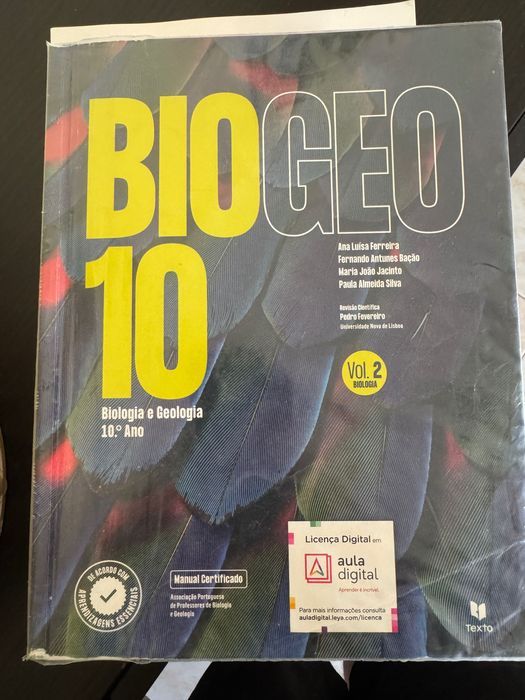 BIOGEO
10
Ana Luísa Ferreira
Fernando Antunes Bação
Maria João Jacinto
Paula Almeida Silva
Revisão Científica
Pedro Fevereiro
Universidade Nova de Lisboa
Vol. 2
BIOLOGIA
Biologia e Geologia
10.º Ano
Licença Digital em
aula
digital
Aprender é incrível.
Para mais informações consulta
auladigital.leya.com/licenca
DE ACORDO COM
APRENDIZAGENS ESSENCIAIS
Manual Certificado
Associação Portuguesa
de Professores de Biologia
e Geologia
Texto